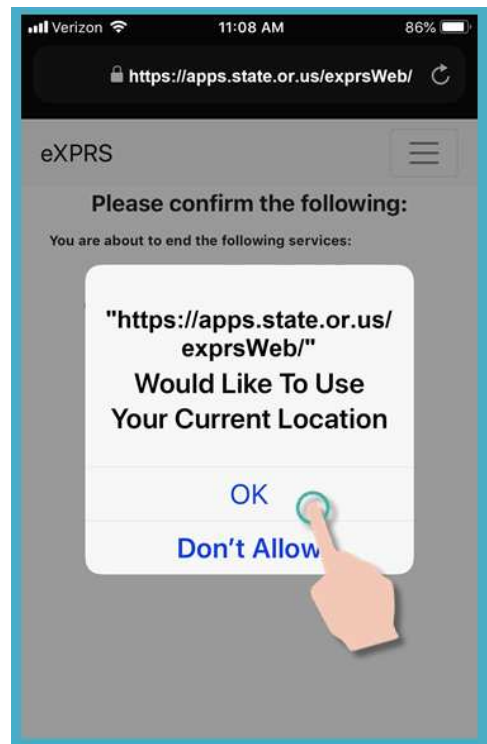 Verizon 11:08 AM 86%
https://apps.state.or.us/exprsWeb/
eXPRS
Please confirm the following:
You are about to end the following services:
"https://apps.state.or.us/
exprsWeb/"
Would Like To Use
Your Current Location
OK
Don't Allow